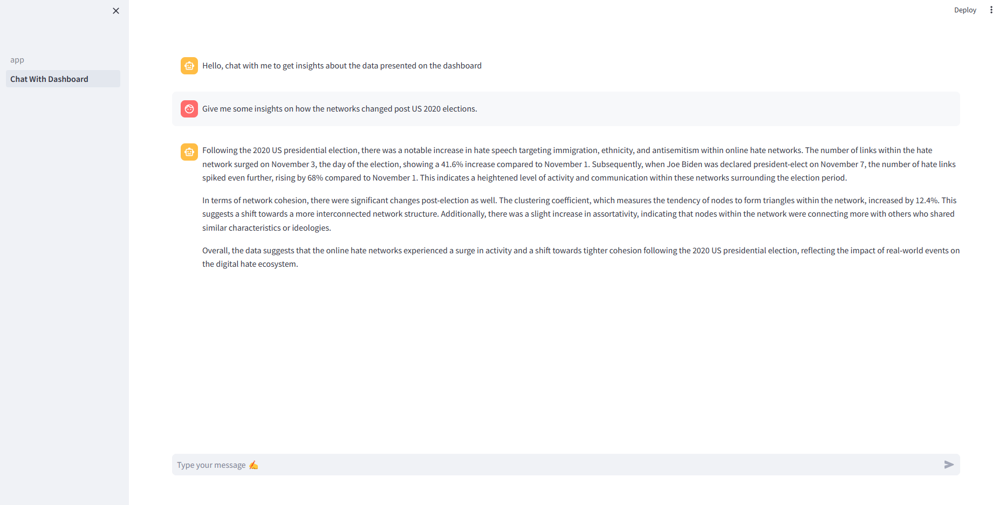 Deploy
app
Chat With Dashboard
Hello, chat with me to get insights about the data presented on the dashboard
Give me some insights on how the networks changed post US 2020 elections.
Following the 2020 US presidential election, there was a notable increase in hate speech targeting immigration, ethnicity, and antisemitism within online hate networks. The number of links within the hate
network surged on November 3, the day of the election, showing a 41.6% increase compared to November 1. Subsequently, when Joe Biden was declared president-elect on November 7, the number of hate links
spiked even further, rising by 68% compared to November 1. This indicates a heightened level of activity and communication within these networks surrounding the election period.
In terms of network cohesion, there were significant changes post-election as well. The clustering coefficient, which measures the tendency of nodes to form triangles within the network, increased by 12.4%. This
suggests a shift towards a more interconnected network structure. Additionally, there was a slight increase in assortativity, indicating that nodes within the network were connecting more with others who shared
similar characteristics or ideologies.
Overall, the data suggests that the online hate networks experienced a surge in activity and a shift towards tighter cohesion following the 2020 US presidential election, reflecting the impact of real-world events on
the digital hate ecosystem.
Type your message ✍️